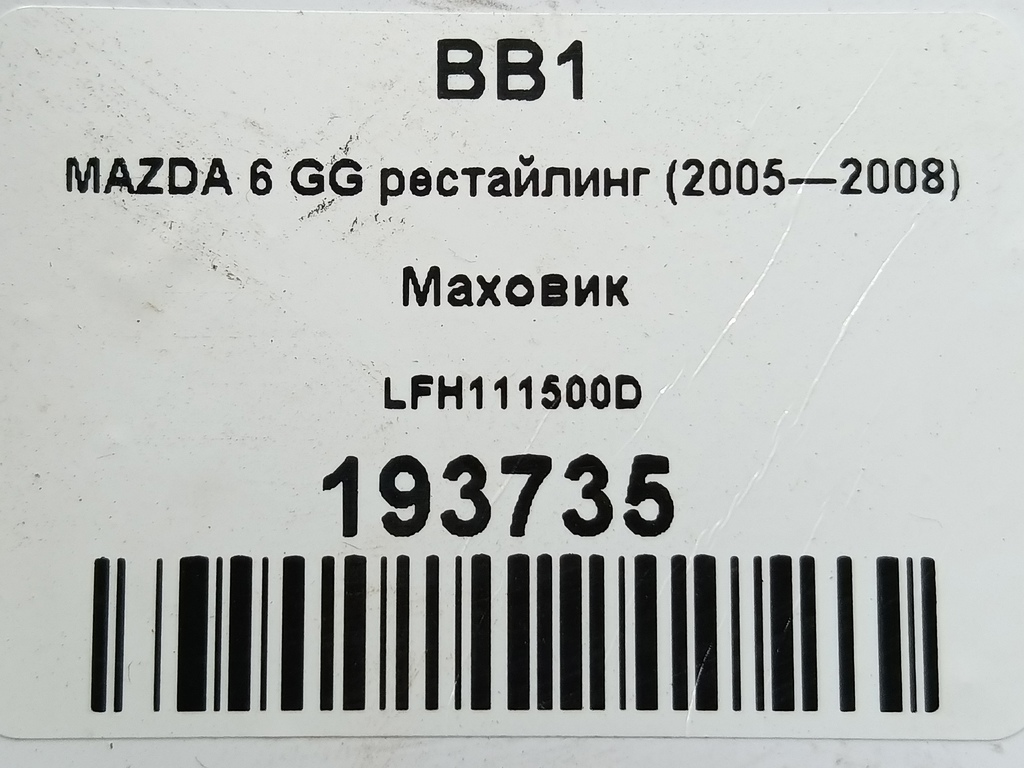 BB1
MAZDA 6 GG рестайлинг (2005—2008)
Маховик
LFH111500D
193735